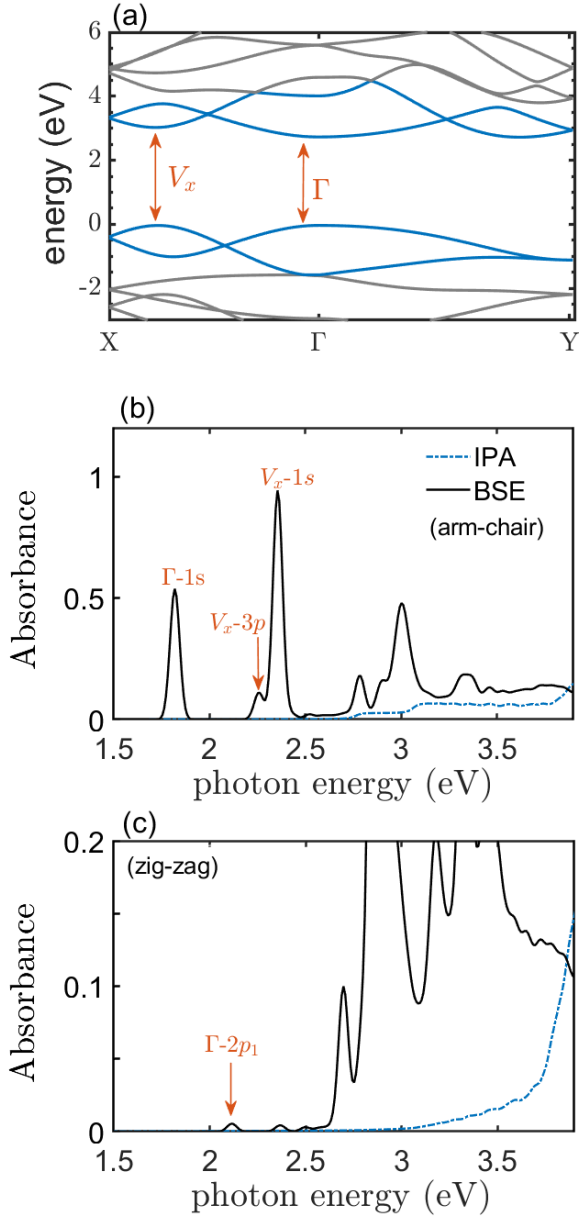 (a)
6
4
2
0
-2
energy (eV)
V_x
Γ
X
Γ
Y
(b)
1
0.5
0
Absorbance
V_x-1s
Γ-1s
V_x-3p
IPA
BSE
(arm-chair)
1.5 2 2.5 3 3.5
photon energy (eV)
(c)
0.2
0.1
0
Absorbance
(zig-zag)
Γ-2p₁
1.5 2 2.5 3 3.5
photon energy (eV)